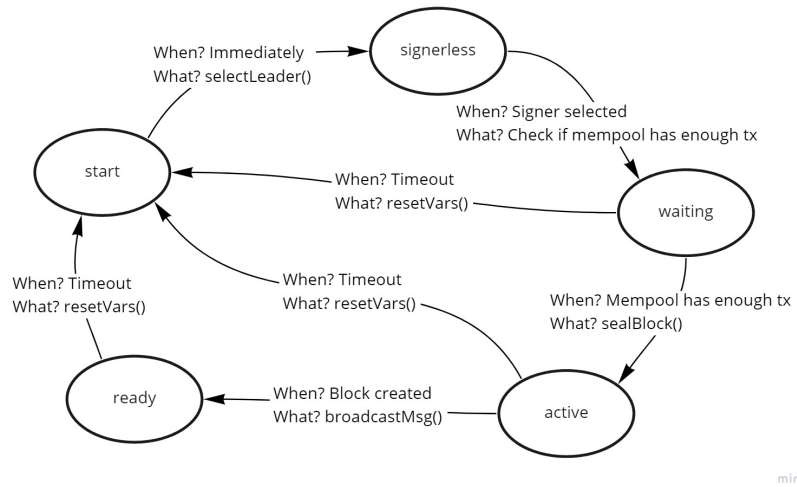 When? Immediately
What? selectLeader()
signerless
When? Signer selected
What? Check if mempool has enough tx
start
When? Timeout
What? resetVars()
waiting
When? Timeout
What? resetVars()
When? Timeout
What? resetVars()
When? Mempool has enough tx
What? sealBlock()
ready
When? Block created
What? broadcastMsg()
active